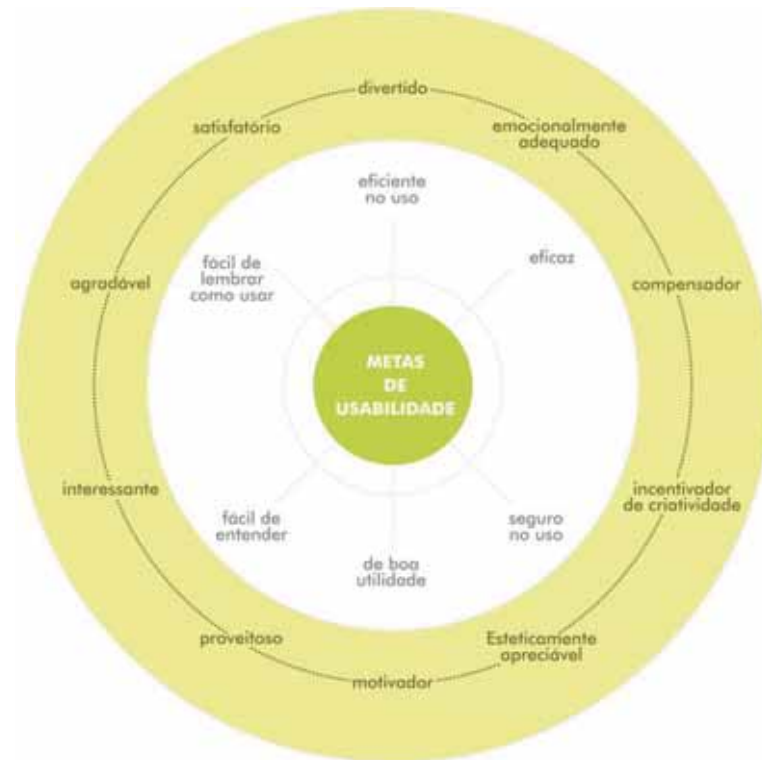 divertido
satisfatório
emocionalmente
adequado
eficiente
no uso
fácil de
lembrar
como usar
eficaz
agradável
compensador
METAS
DE
USABILIDADE
interessante
incentivador
de criatividade
fácil de
entender
seguro
no uso
de boa
utilidade
proveitoso
Esteticamente
apreciável
motivador